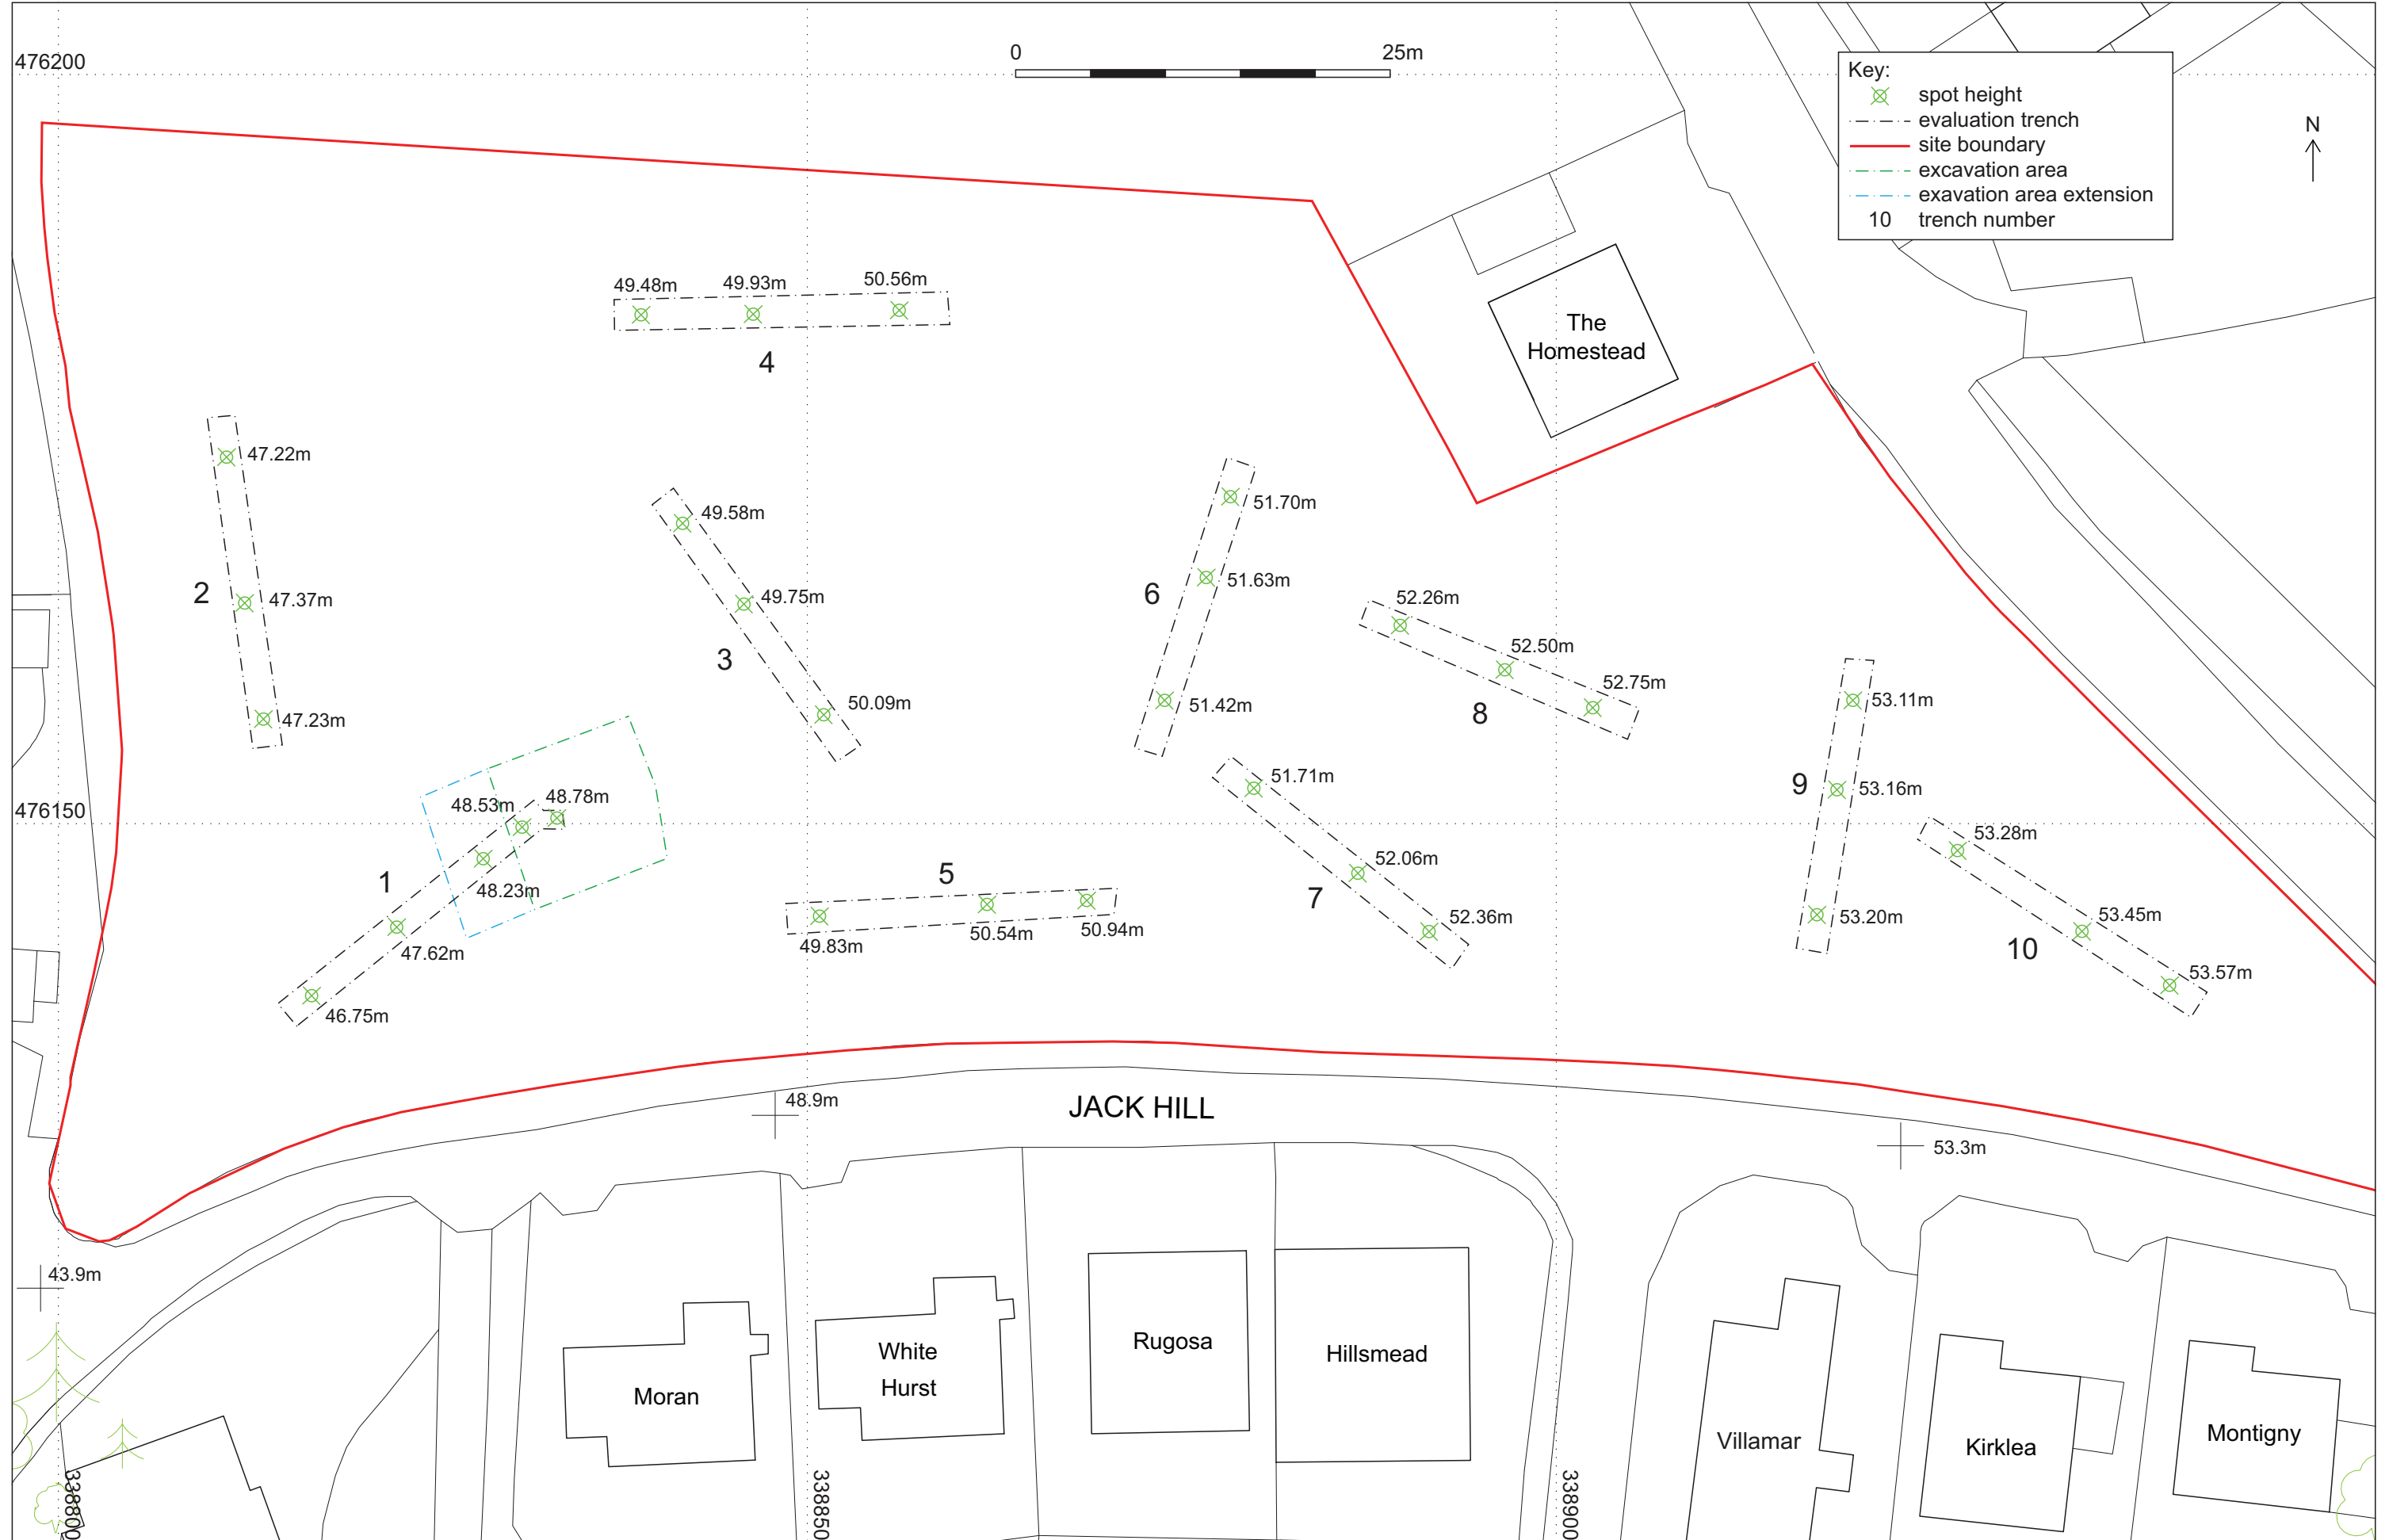 476200
0
25m
Key:
spot height
evaluation trench
site boundary
excavation area
exavation area extension
10 trench number
N
49.48m
49.93m
50.56m
4
The
Homestead
47.22m
47.37m
2
47.23m
49.58m
49.75m
3
50.09m
51.70m
6
51.63m
51.42m
52.26m
52.50m
52.75m
8
53.11m
9
53.16m
53.20m
476150
48.53m
48.78m
1
48.23m
47.62m
46.75m
5
49.83m
50.54m
50.94m
51.71m
52.06m
7
52.36m
53.28m
53.45m
10
53.57m
48.9m
JACK HILL
53.3m
43.9m
Moran
White
Hurst
Rugosa
Hillsmead
Villamar
Kirklea
Montigny
338800
338850
338900